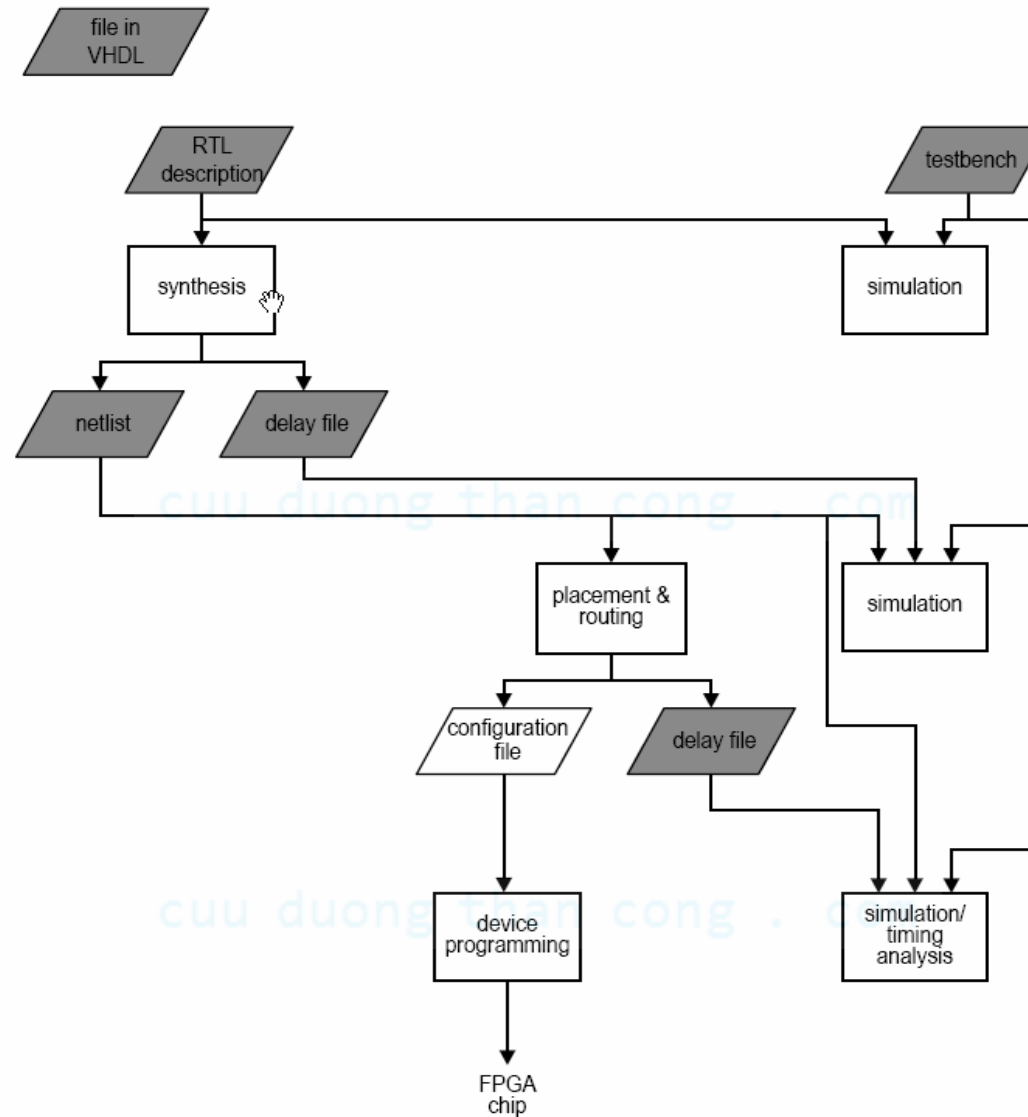 file in
VHDL
RTL
description
testbench
synthesis
simulation
netlist
delay file
cuu duong than cong . com
placement &
routing
simulation
configuration
file
delay file
cuu duong than cong . com
device
programming
simulation/
timing
analysis
FPGA
chip